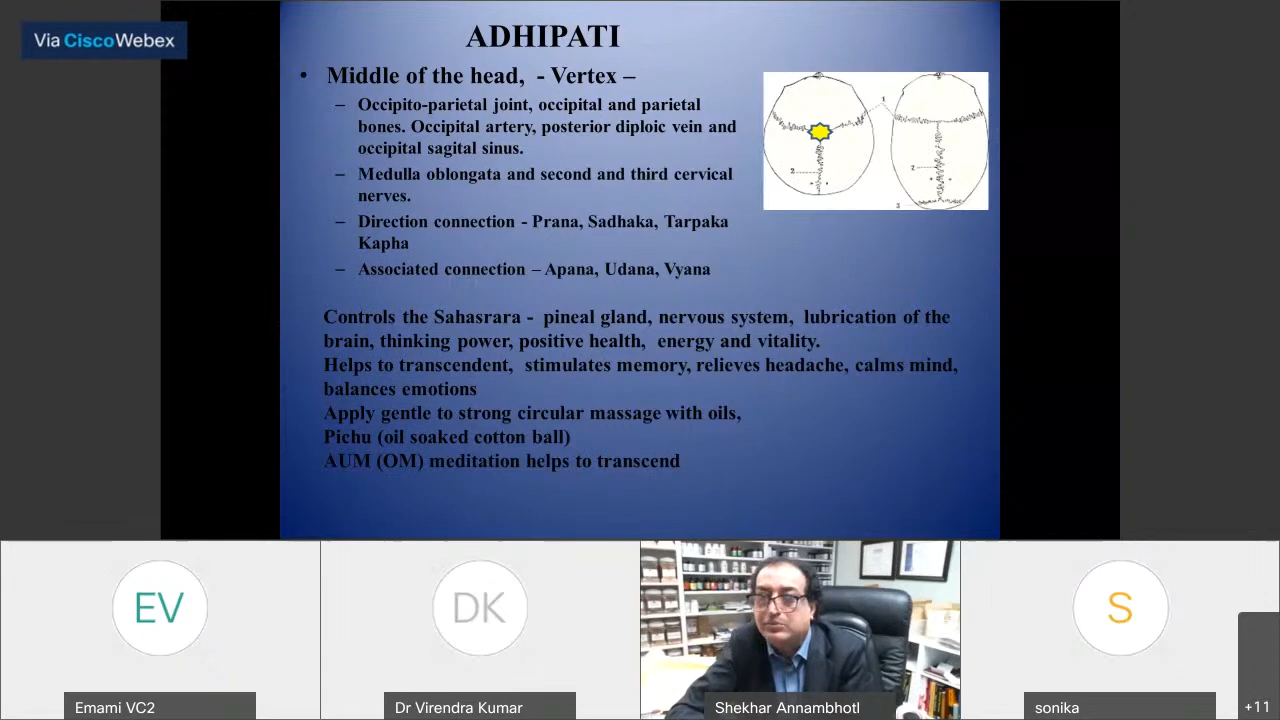 Via CiscoWebex
ADHIPATI
• Middle of the head, - Vertex –
– Occipito-parietal joint, occipital and parietal
bones. Occipital artery, posterior diploic vein and
occipital sagital sinus.
– Medulla oblongata and second and third cervical
nerves.
– Direction connection - Prana, Sadhaka, Tarpaka
Kapha
– Associated connection – Apana, Udana, Vyana
1
2
2
3
Controls the Sahasrara - pineal gland, nervous system, lubrication of the
brain, thinking power, positive health, energy and vitality.
Helps to transcendent, stimulates memory, relieves headache, calms mind,
balances emotions
Apply gentle to strong circular massage with oils,
Pichu (oil soaked cotton ball)
AUM (OM) meditation helps to transcend
EV
DK
S
Emami VC2
Dr Virendra Kumar
Shekhar Annambhotl
sonika
+11